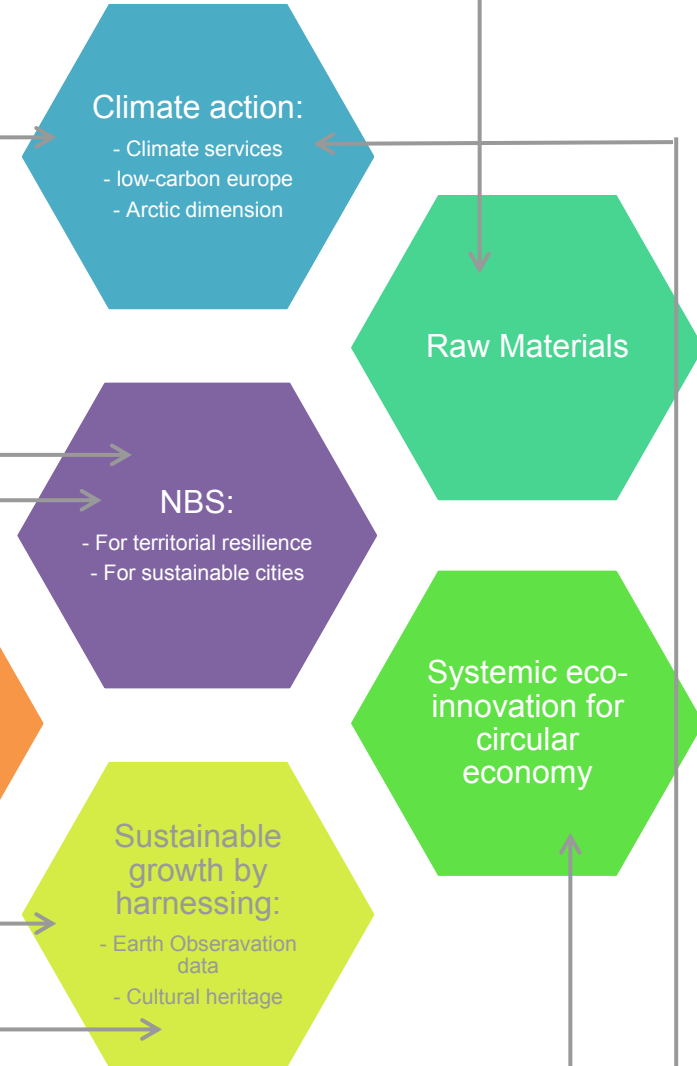 Climate action:
- Climate services
- low-carbon europe
- Arctic dimension
Raw Materials
NBS:
- For territorial resilience
- For sustainable cities
Systemic eco-
innovation for
circular
economy
Sustainable
growth by
harnessing:
- Earth Obseravation
data
- Cultural heritage